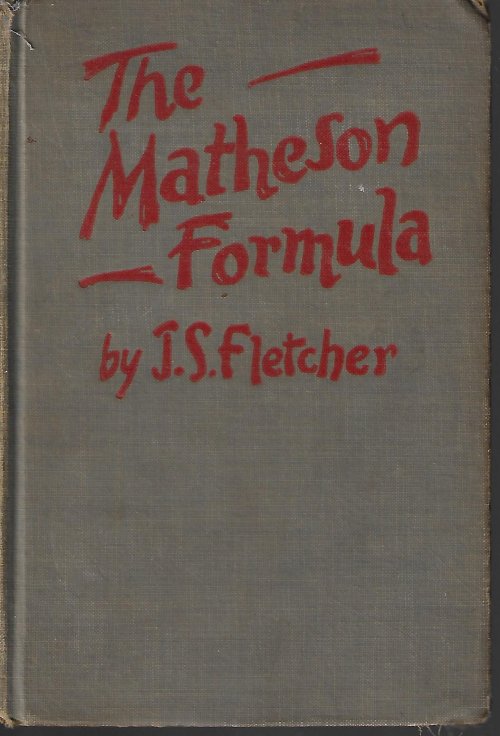 The
Matheson
Formula
by J.S. Fletcher